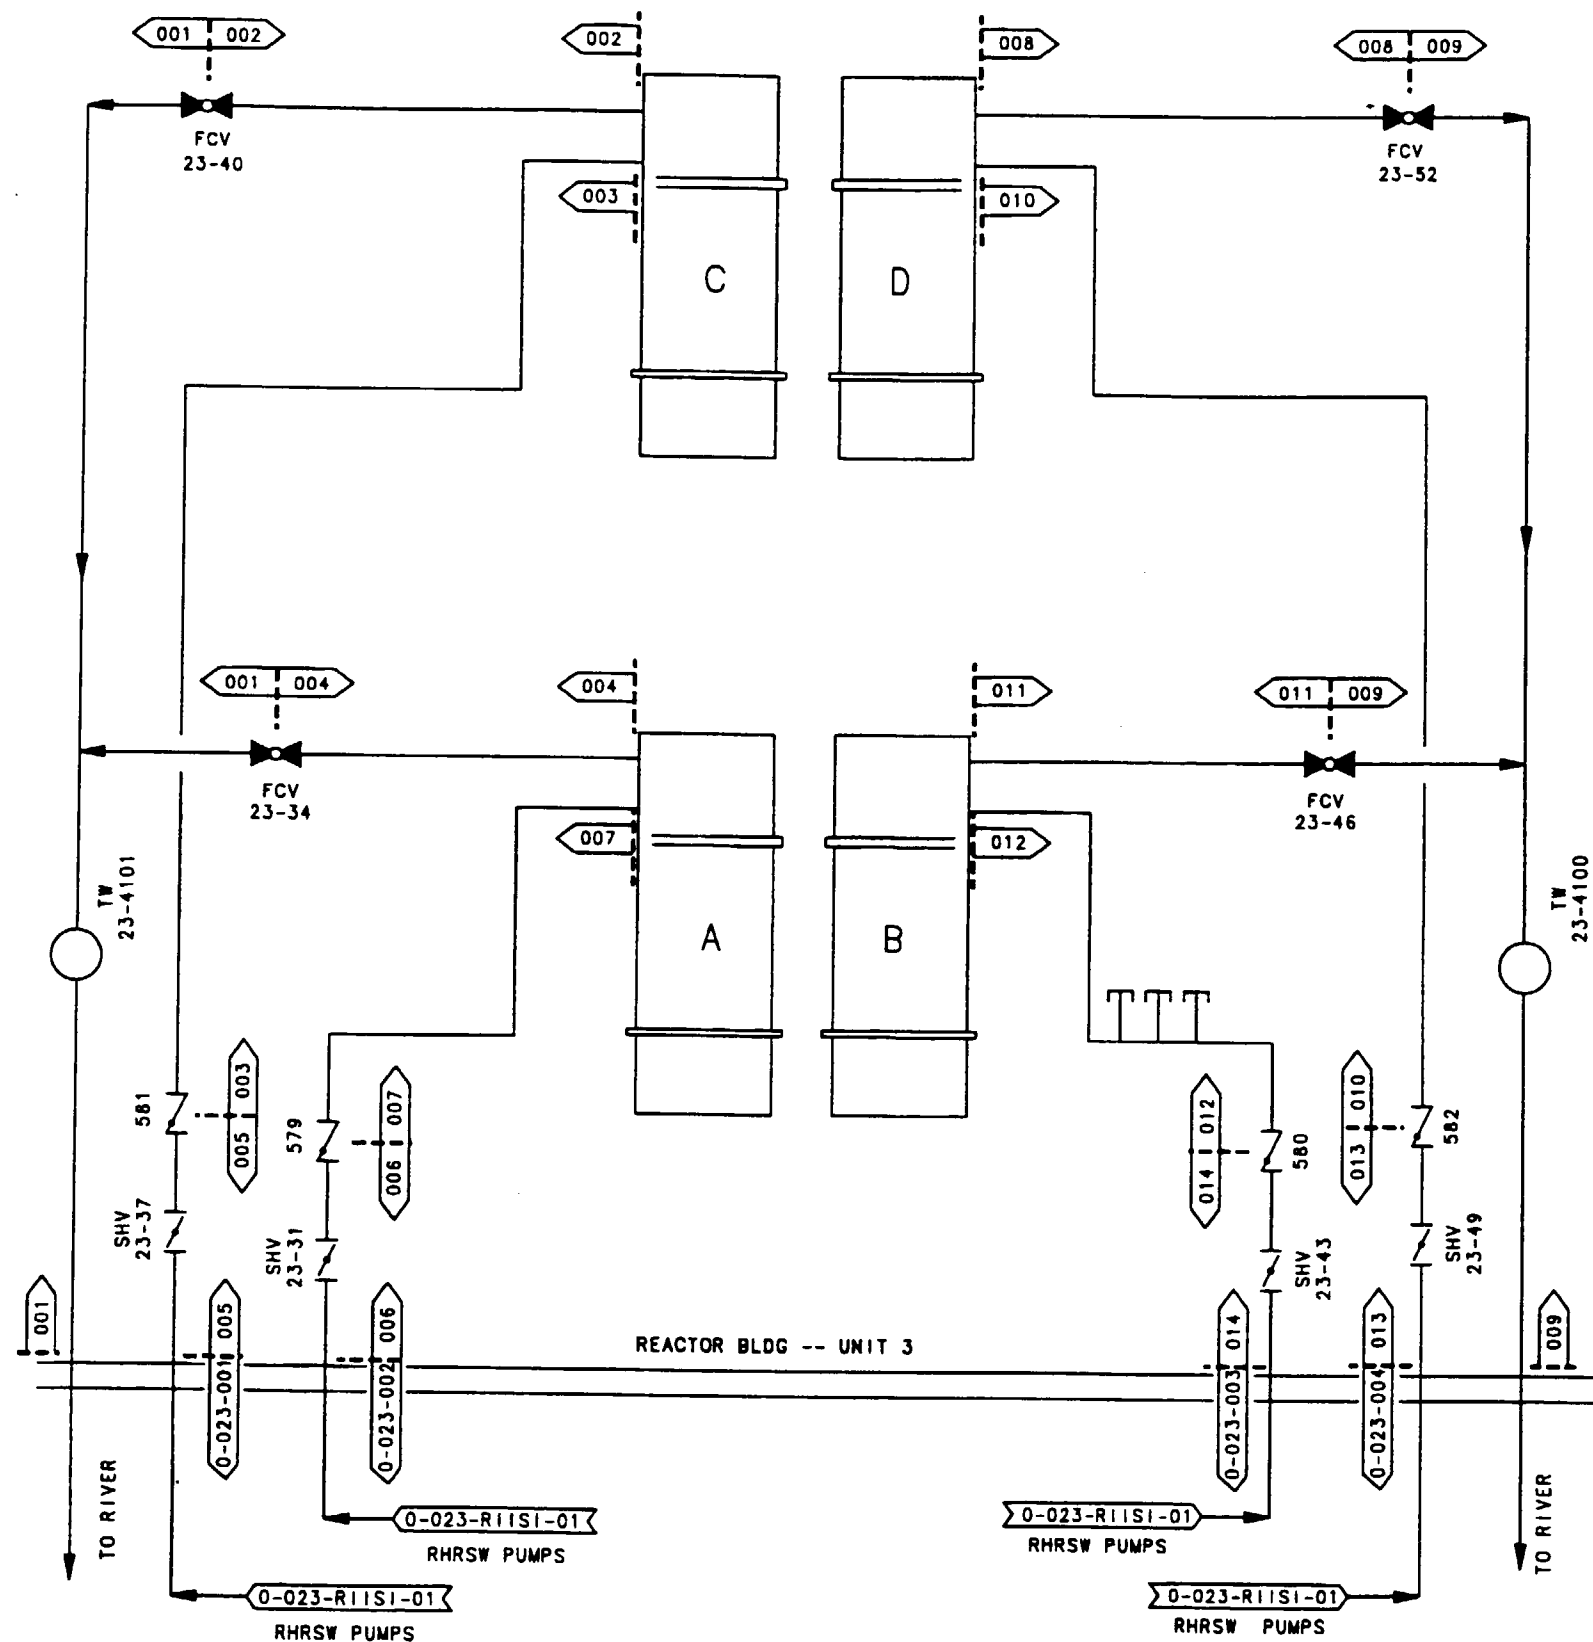 001 002
002
008
008 009
FCV
23-40
FCV
23-52
003
010
C
D
001 004
004
011
011 009
FCV
23-34
FCV
23-46
007
012
TW
23-4101
TW
23-4100
A
B
581
005 003
579
006 007
014 012
580
013 010
582
SHV
23-37
SHV
23-31
SHV
23-43
SHV
23-49
001
0-023-001 005
0-023-002 006
REACTOR BLDG -- UNIT 3
0-023-003 014
0-023-004 013
009
TO RIVER
0-023-RIISI-01
RHRSW PUMPS
0-023-RIISI-01
RHRSW PUMPS
TO RIVER
0-023-RIISI-01
RHRSW PUMPS
0-023-RIISI-01
RHRSW PUMPS